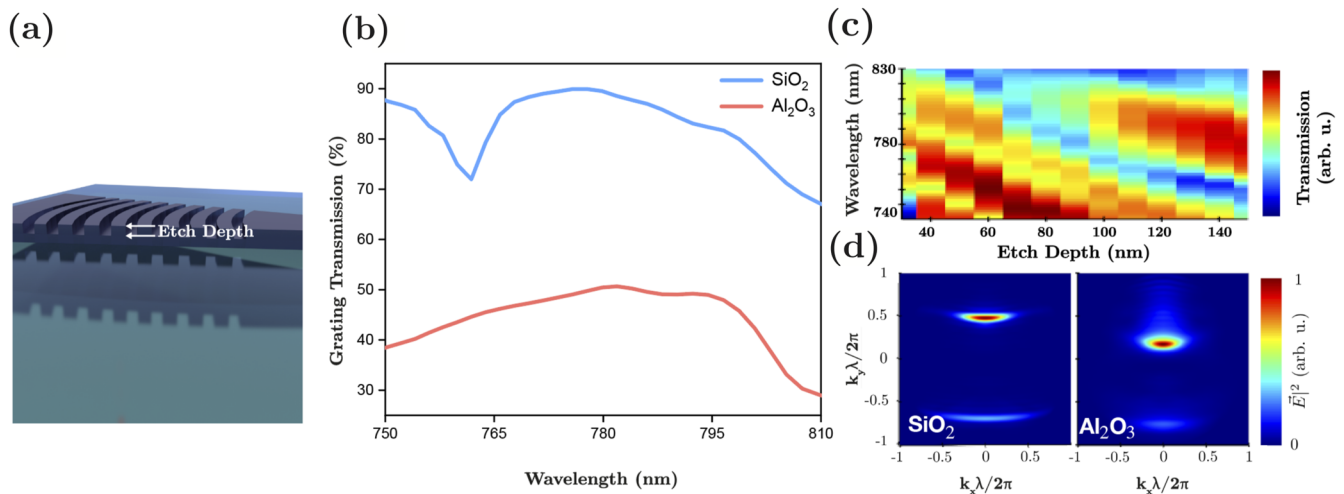 (a)
Etch Depth
(b)
Grating Transmission (%)
90
80
70
60
50
40
30
SiO₂
Al₂O₃
750
765
780
795
810
Wavelength (nm)
(c)
Wavelength (nm)
830
780
740
40
60
80
100
120
140
Etch Depth (nm)
Transmission
(arb. u.)
(d)
kᵧλ/2π
1
0.5
0
-0.5
-1
SiO₂
-1
-0.5
0
0.5
1
kₓλ/2π
Al₂O₃
-1
-0.5
0
0.5
1
kₓλ/2π
1
0
|E⃗|² (arb. u.)